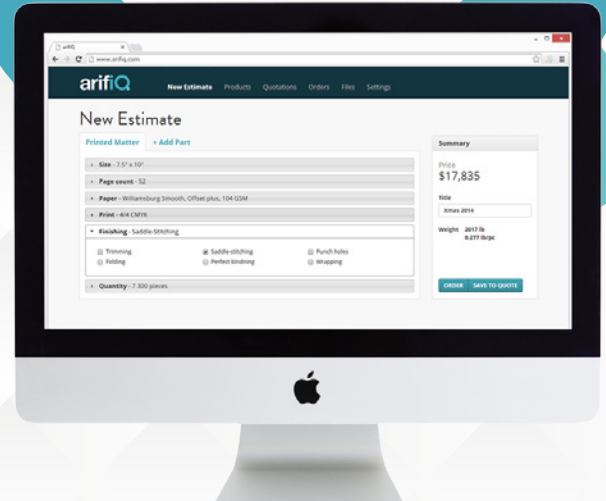 arifiQ
www.arifiq.com
arifiQ New Estimate Products Quotations Orders Files Settings
New Estimate
Printed Matter + Add Part
Size - 7.5" x 10"
Page count - 52
Paper - Williamsburg Smooth, Offset plus, 104 GSM
Print - 4/4 CMYK
Finishing - Saddle-Stitching
Trimming Saddle-stitching Punch holes
Folding Perfect bindning Wrapping
Quantity - 7 300 pieces
Summary
Price
$17,835
Title
Xmas 2014
Weight 2017 lb
0.277 lb/pc
ORDER SAVE TO QUOTE